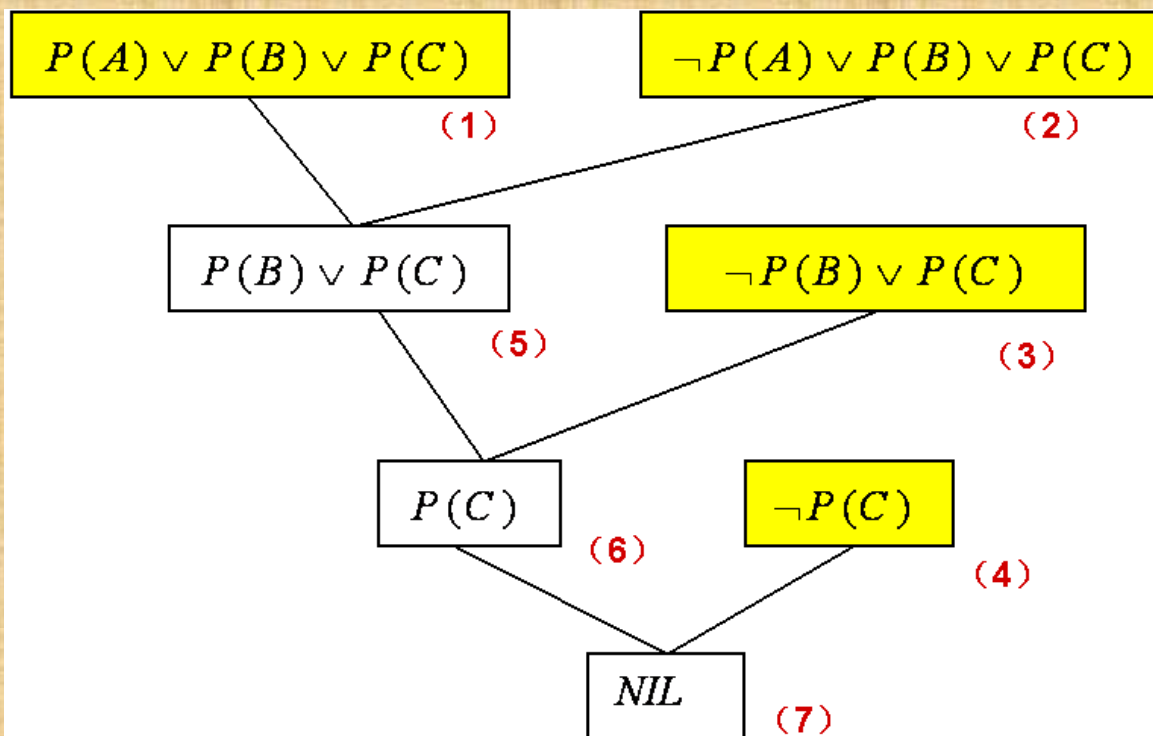 P(A) ∨ P(B) ∨ P(C)
¬P(A) ∨ P(B) ∨ P(C)
（1）
（2）
P(B) ∨ P(C)
¬P(B) ∨ P(C)
（5）
（3）
P(C)
¬P(C)
（6）
（4）
NIL
（7）